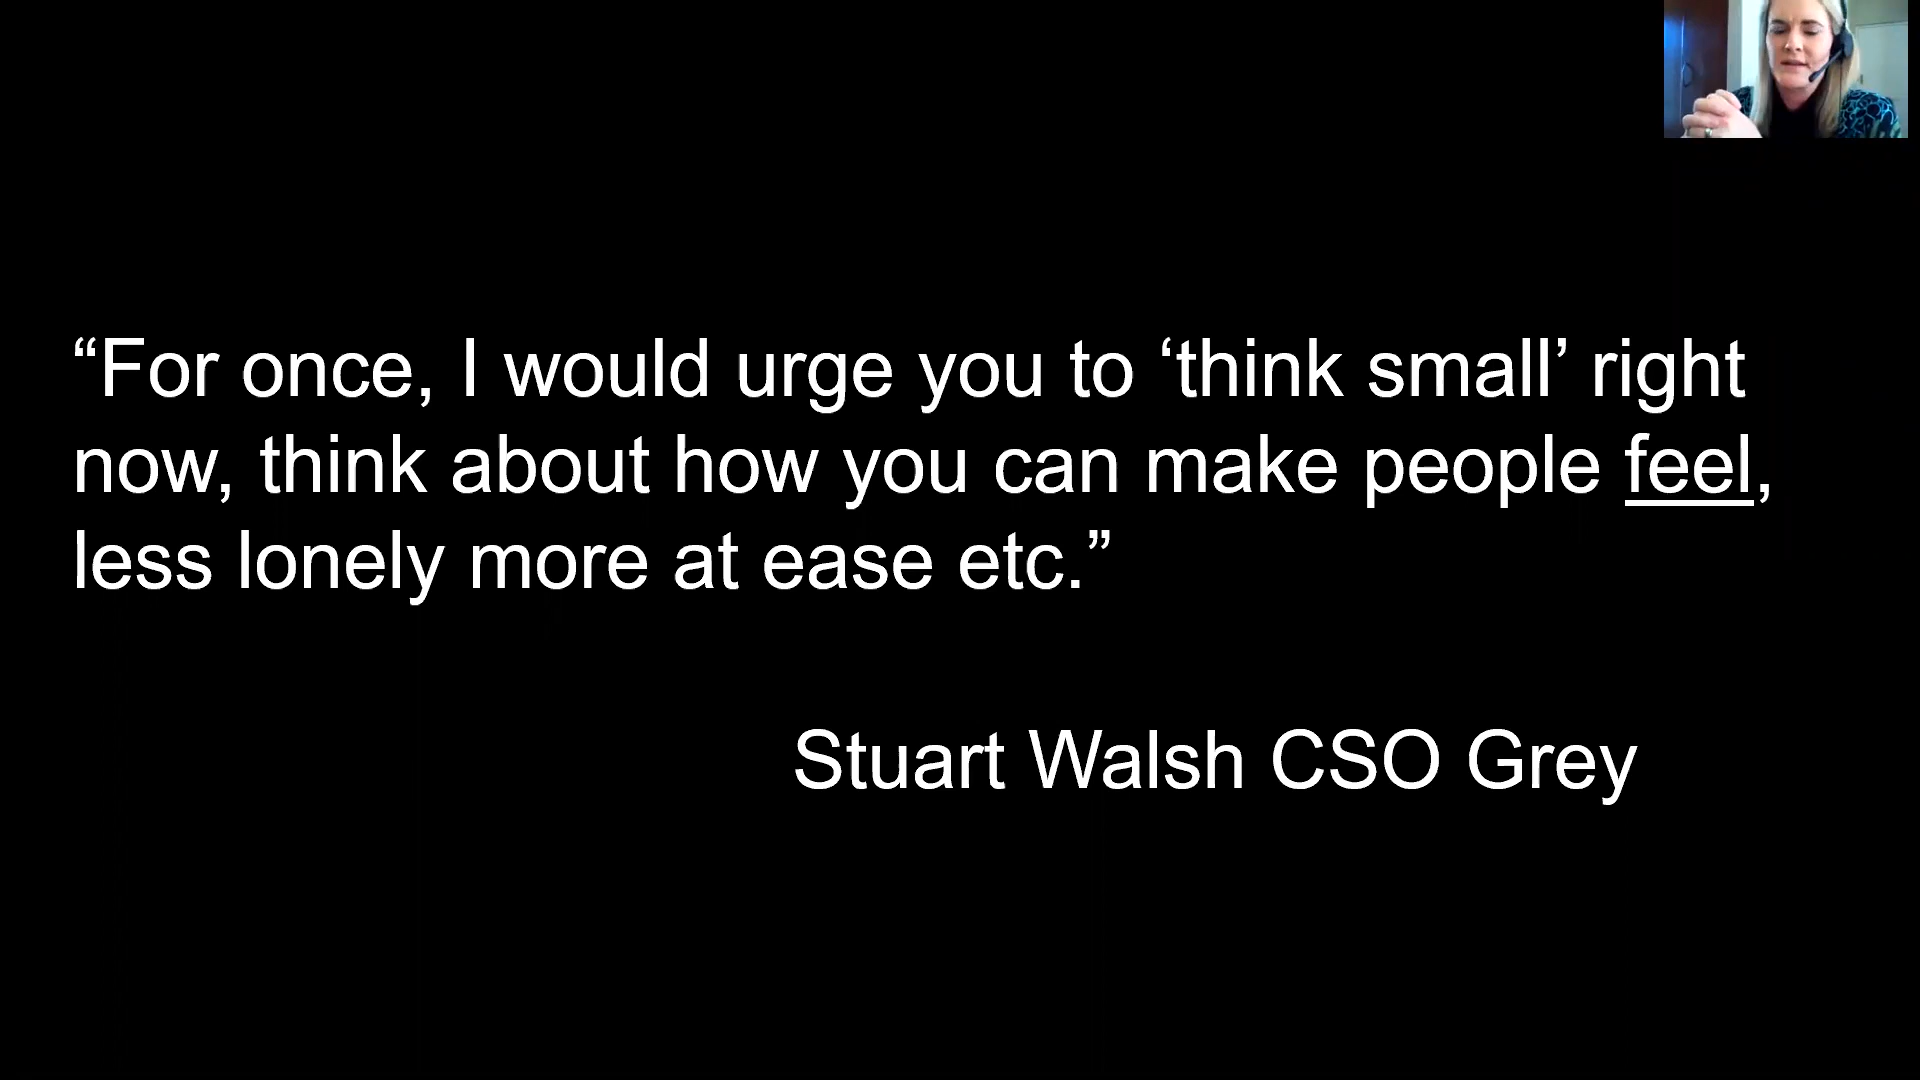 “For once, I would urge you to ‘think small’ right
now, think about how you can make people feel,
less lonely more at ease etc.”
Stuart Walsh CSO Grey